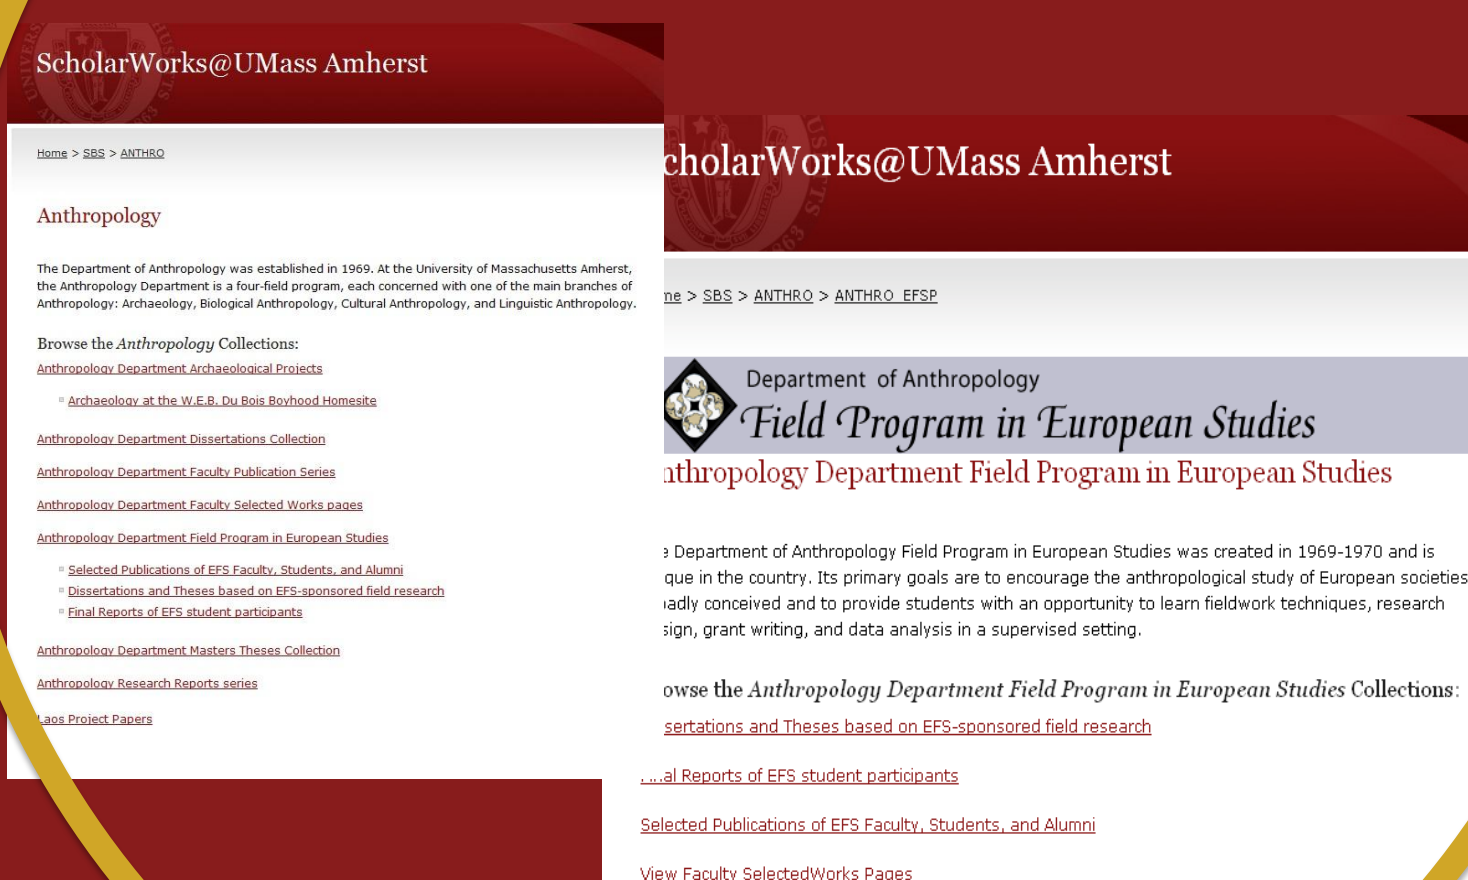 ScholarWorks@UMass Amherst
Home > SBS > ANTHRO
Anthropology
The Department of Anthropology was established in 1969. At the University of Massachusetts Amherst,
the Anthropology Department is a four-field program, each concerned with one of the main branches of
Anthropology: Archaeology, Biological Anthropology, Cultural Anthropology, and Linguistic Anthropology.
Browse the Anthropology Collections:
Anthropology Department Archaeological Projects
Archaeology at the W.E.B. Du Bois Boyhood Homesite
Anthropology Department Dissertations Collection
Anthropology Department Faculty Publication Series
Anthropology Department Faculty Selected Works pages
Anthropology Department Field Program in European Studies
Selected Publications of EFS Faculty, Students, and Alumni
Dissertations and Theses based on EFS-sponsored field research
Final Reports of EFS student participants
Anthropology Department Masters Theses Collection
Anthropology Research Reports series
Laos Project Papers
cholarWorks@UMass Amherst
me > SBS > ANTHRO > ANTHRO_EFSP
Department of Anthropology
Field Program in European Studies
nthropology Department Field Program in European Studies
e Department of Anthropology Field Program in European Studies was created in 1969-1970 and is
que in the country. Its primary goals are to encourage the anthropological study of European societies
adly conceived and to provide students with an opportunity to learn fieldwork techniques, research
sign, grant writing, and data analysis in a supervised setting.
owse the Anthropology Department Field Program in European Studies Collections:
sertations and Theses based on EFS-sponsored field research
al Reports of EFS student participants
Selected Publications of EFS Faculty, Students, and Alumni
View Faculty SelectedWorks Pages